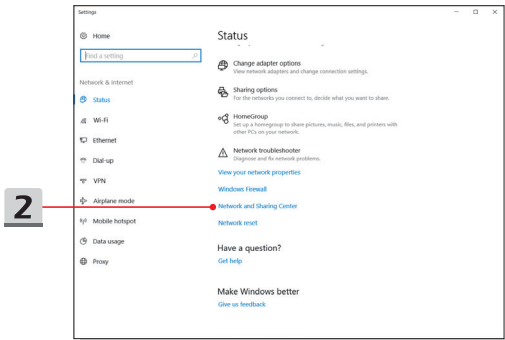 Settings
Home
Status
Find a setting
Change adapter options
View network adapters and change connection settings.
Network & Internet
Sharing options
For the networks you connect to, decide what you want to share.
Status
HomeGroup
Set up a homegroup to share pictures, music, files, and printers with
other PCs on your network.
Wi-Fi
Ethernet
Network troubleshooter
Diagnose and fix network problems.
Dial-up
View your network properties
VPN
Windows Firewall
Airplane mode
2
Network and Sharing Center
Mobile hotspot
Network reset
Data usage
Have a question?
Proxy
Get help
Make Windows better
Give us feedback